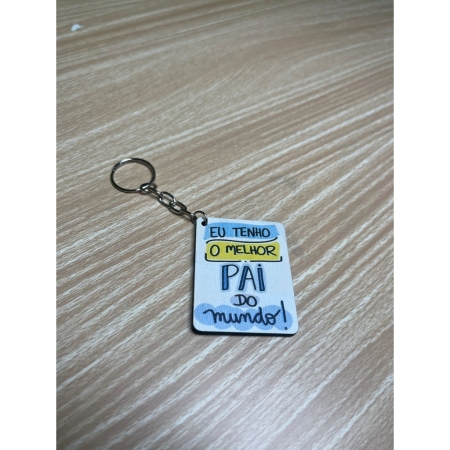 EU TENHO
O MELHOR
PAi
DO
mundo!